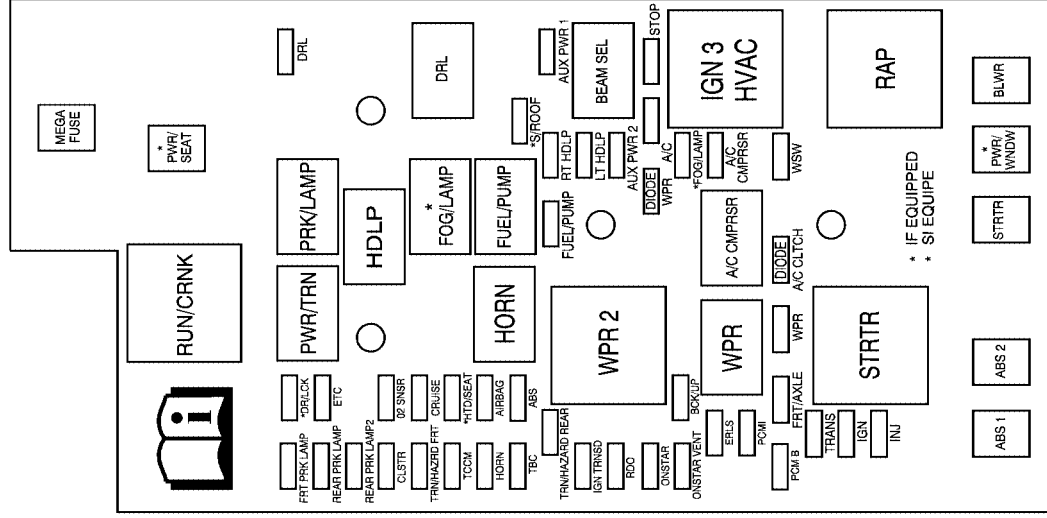 MEGA
FUSE
*
PWR/
SEAT
RUN/CRNK
DRL
DRL
PRK/LAMP
PWR/TRN
HDLP
*
FOG/LAMP
FUEL/PUMP
HORN
*DR/LCK
ETC
O2 SNSR
CRUISE
*HTD/SEAT
AIRBAG
ABS
FRT PRK LAMP
REAR PRK LAMP
REAR PRK LAMP2
CLSTR
TRN/HAZRD FRT
TCCM
HORN
TBC
AUX PWR 1
*S/ROOF
BEAM SEL
STOP
RT HDLP
LT HDLP
AUX PWR 2
A/C
FUEL/PUMP
DIODE
WPR
*FOG/LAMP
A/C
CMPRSR
IGN 3
HVAC
WSW
WPR 2
TRN/HAZARD REAR
IGN TRNSD
RDO
ONSTAR
ONSTAR VENT
BCK/UP
ERLS
PCMI
A/C CMPRSR
WPR
DIODE
A/C CLTCH
WPR
FRT/AXLE
PCM B
TRANS
IGN
INJ
RAP
STRTR
* IF EQUIPPED
* SI EQUIPE
BLWR
*
PWR/
WNDW
STRTR
ABS 2
ABS 1